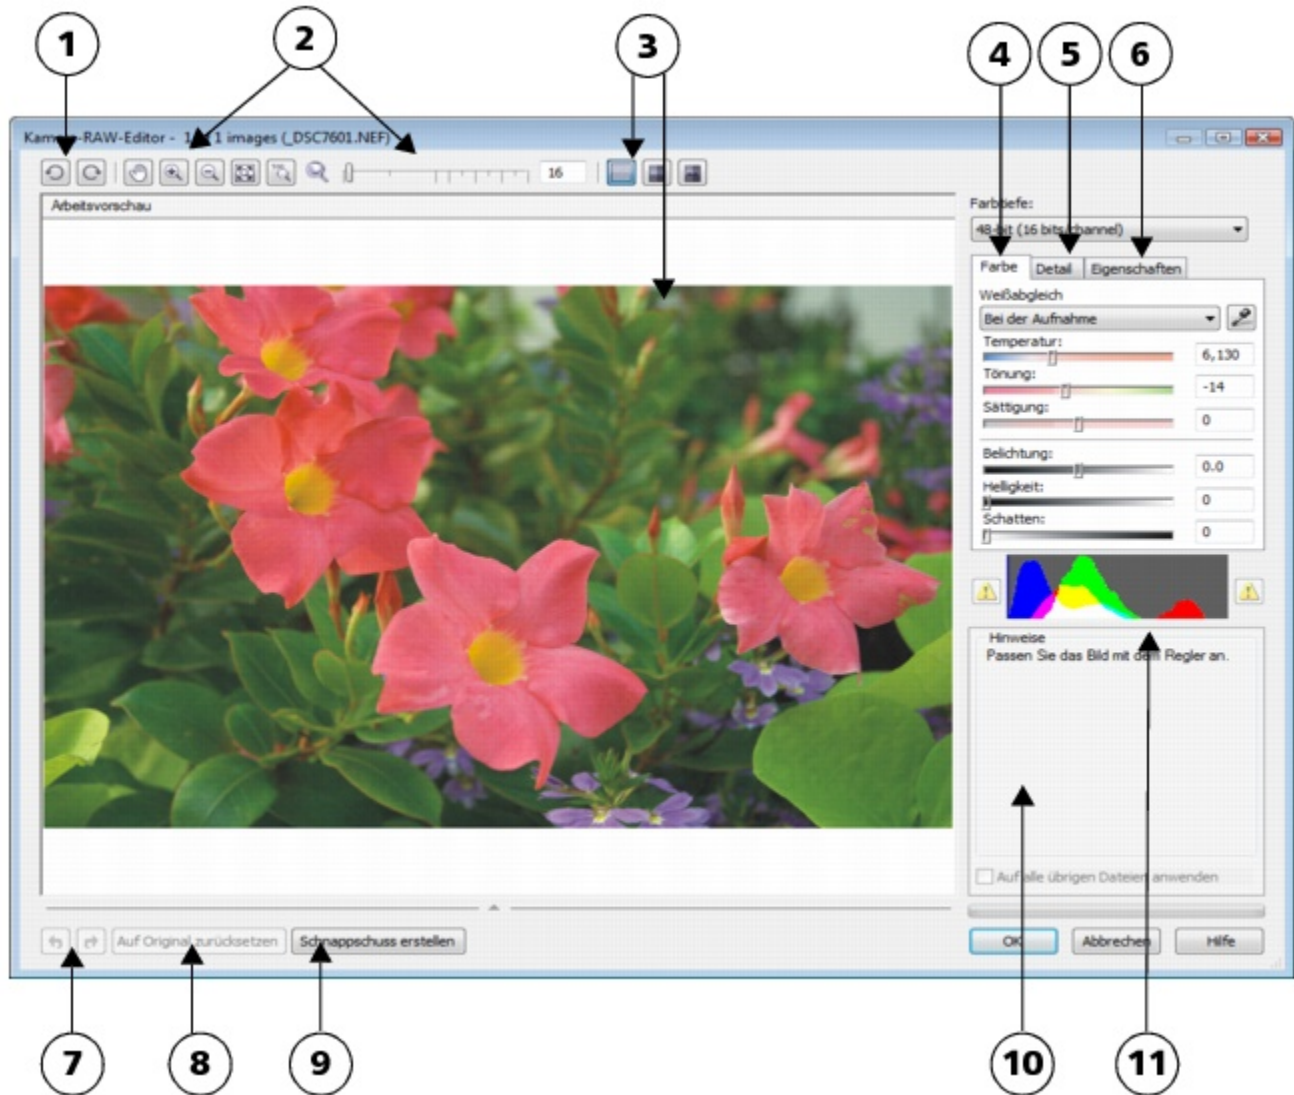 1
2
3
4
5
6
Kamera-RAW-Editor - 1 images (_DSC7601.NEF)
16
Arbeitsvorschau
Farbtiefe:
48-bit (16 bits/channel)
Farbe
Detail
Eigenschaften
Weißabgleich
Bei der Aufnahme
Temperatur:
6,130
Tönung:
-14
Sättigung:
0
Belichtung:
0.0
Helligkeit:
0
Schatten:
0
Hinweise
Passen Sie das Bild mit dem Regler an.
Auf alle übrigen Dateien anwenden
Auf Original zurücksetzen
Schnappschuss erstellen
OK
Abbrechen
Hilfe
7
8
9
10
11